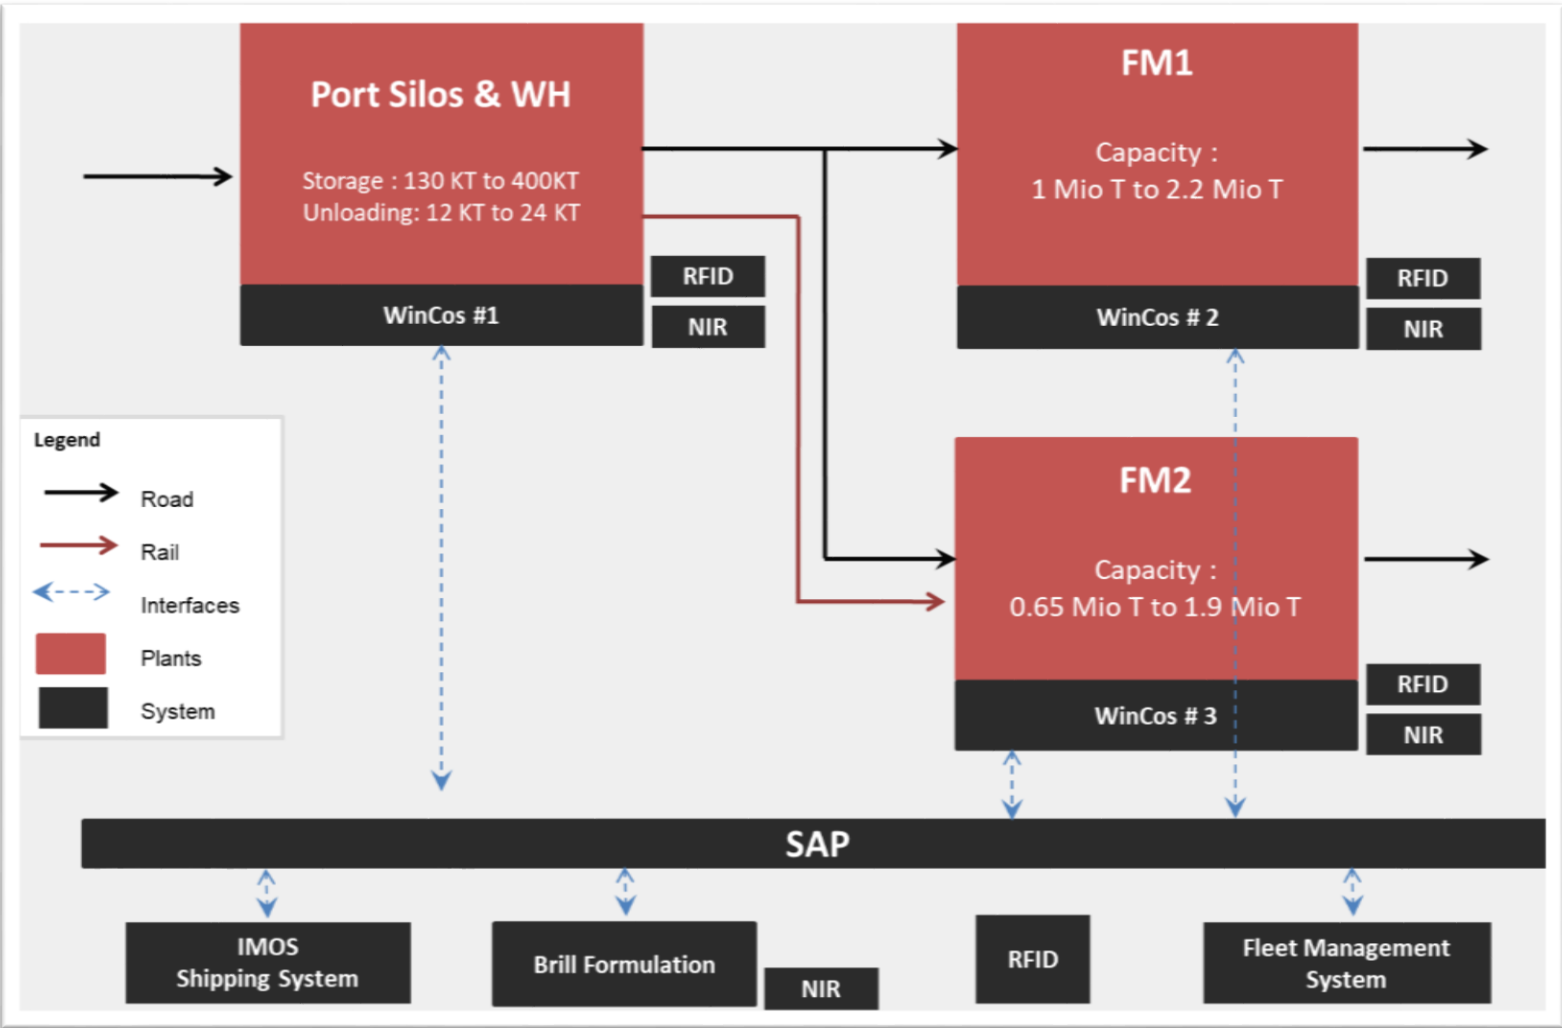 Port Silos & WH
Storage : 130 KT to 400KT
Unloading: 12 KT to 24 KT
WinCos #1
RFID
NIR
FM1
Capacity :
1 Mio T to 2.2 Mio T
WinCos # 2
RFID
NIR
Legend
Road
Rail
Interfaces
Plants
System
FM2
Capacity :
0.65 Mio T to 1.9 Mio T
WinCos # 3
RFID
NIR
SAP
IMOS
Shipping System
Brill Formulation
NIR
RFID
Fleet Management
System